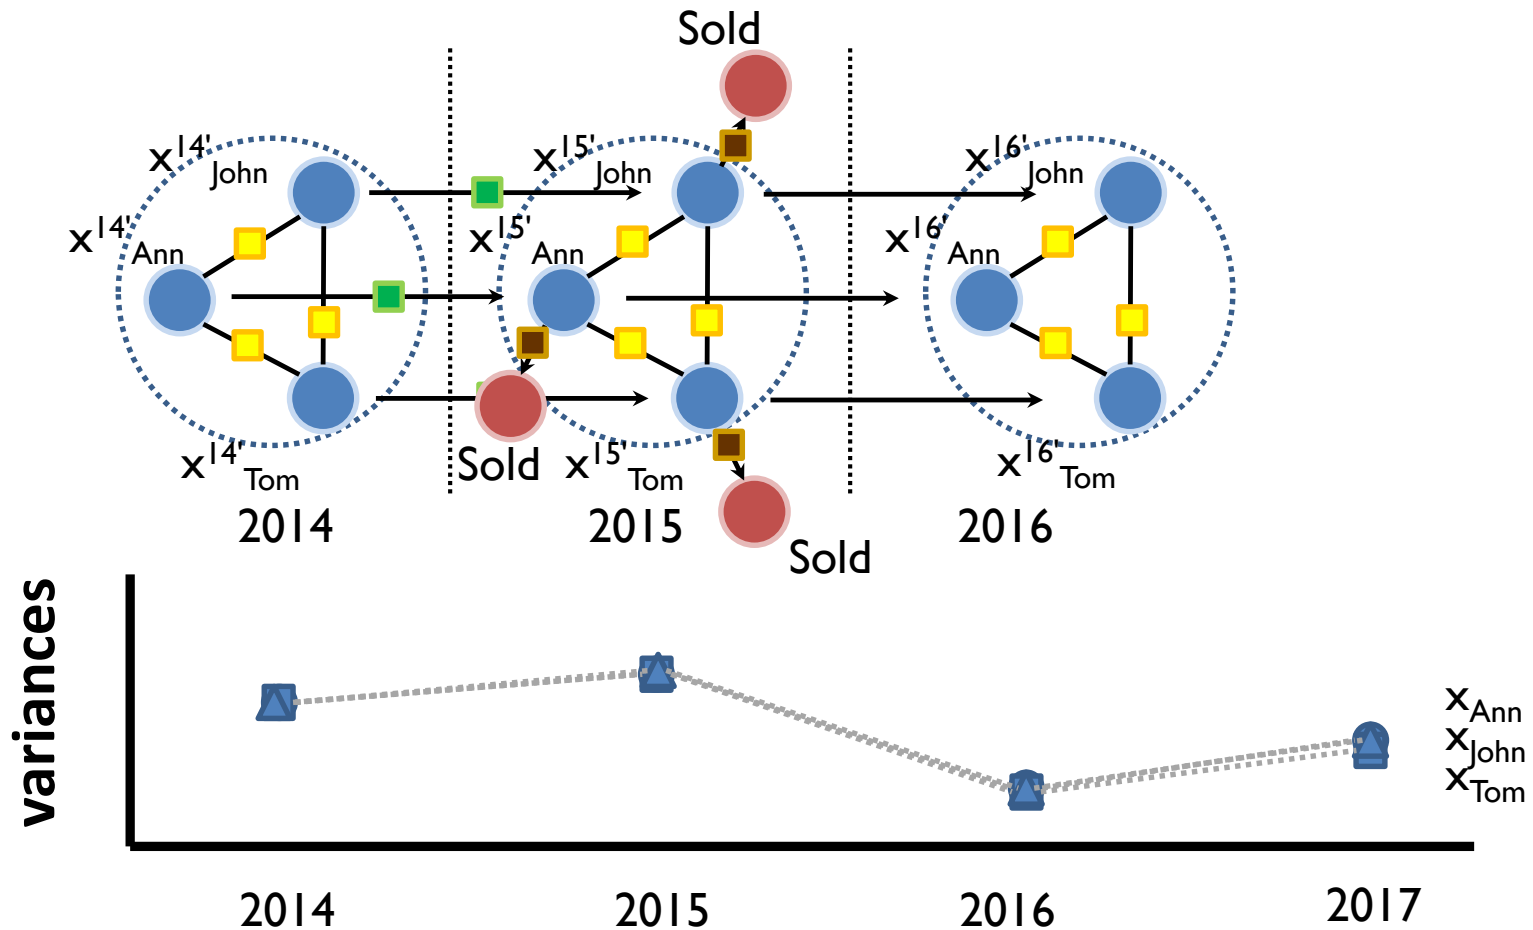 Sold
x14'John
x15'John
x16'John
x14'Ann
x15'Ann
x16'Ann
x14'Tom
Sold
x15'Tom
x16'Tom
2014
2015
2016
Sold
variances
xAnn
xJohn
xTom
2014
2015
2016
2017